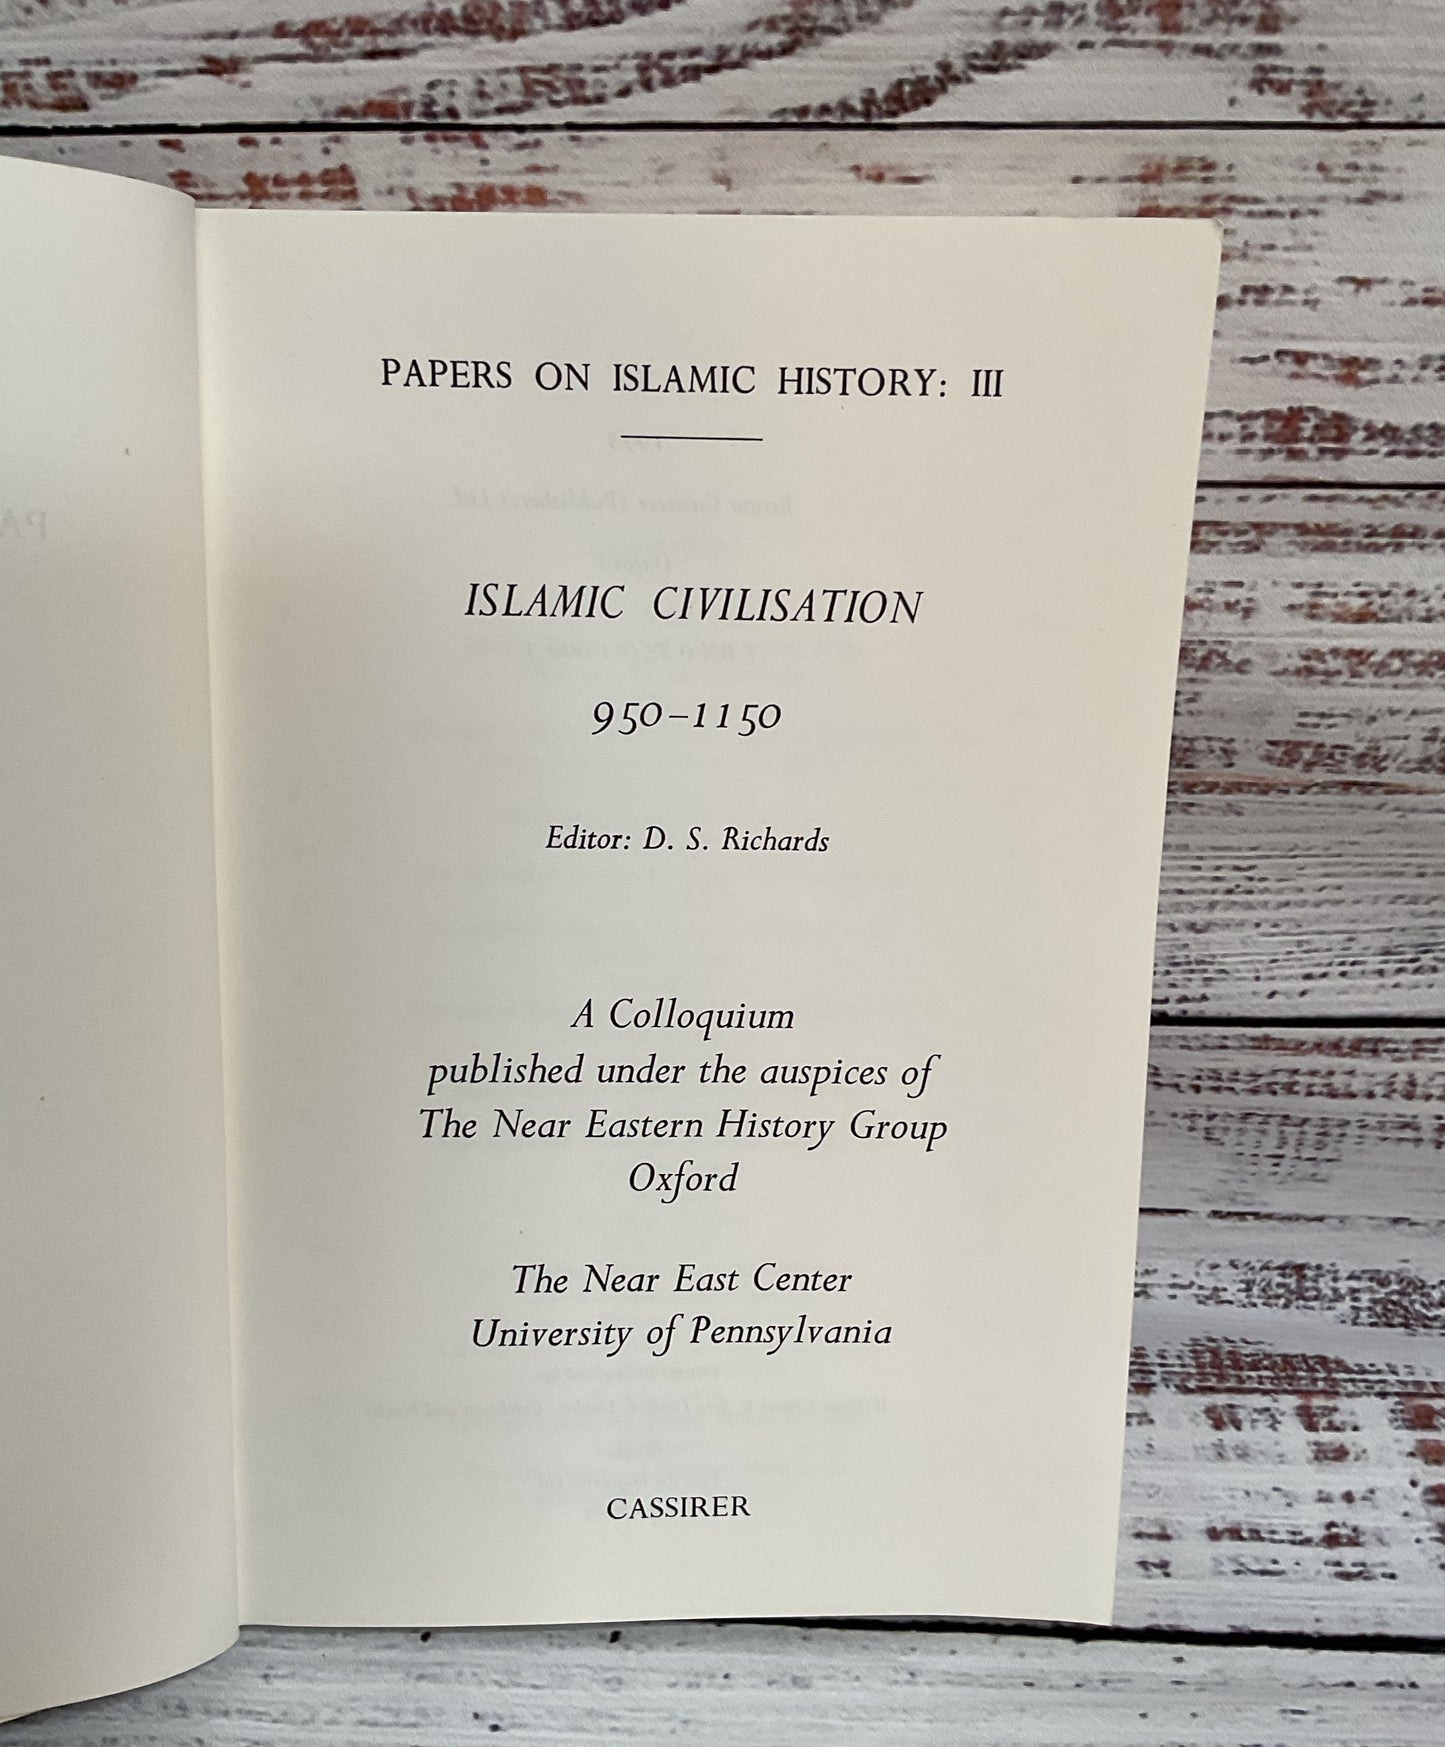 PAPERS ON ISLAMIC HISTORY: III
ISLAMIC CIVILISATION
950–1150
Editor: D. S. Richards
A Colloquium
published under the auspices of
The Near Eastern History Group
Oxford
The Near East Center
University of Pennsylvania
CASSIRER